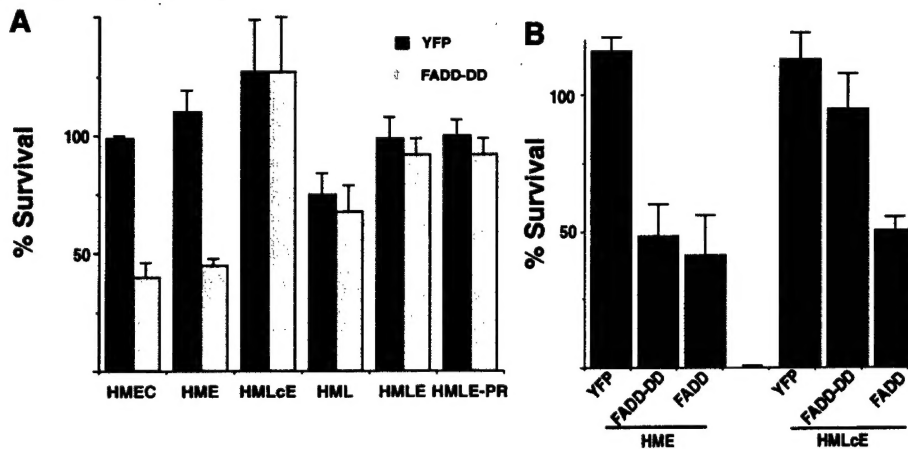 A
% Survival
100
50
YFP
FADD-DD
HMEC HME HMLcE HML HMLE HMLE-PR
B
% Survival
100
50
YFP FADD-DD FADD YFP FADD-DD FADD
HME HMLcE